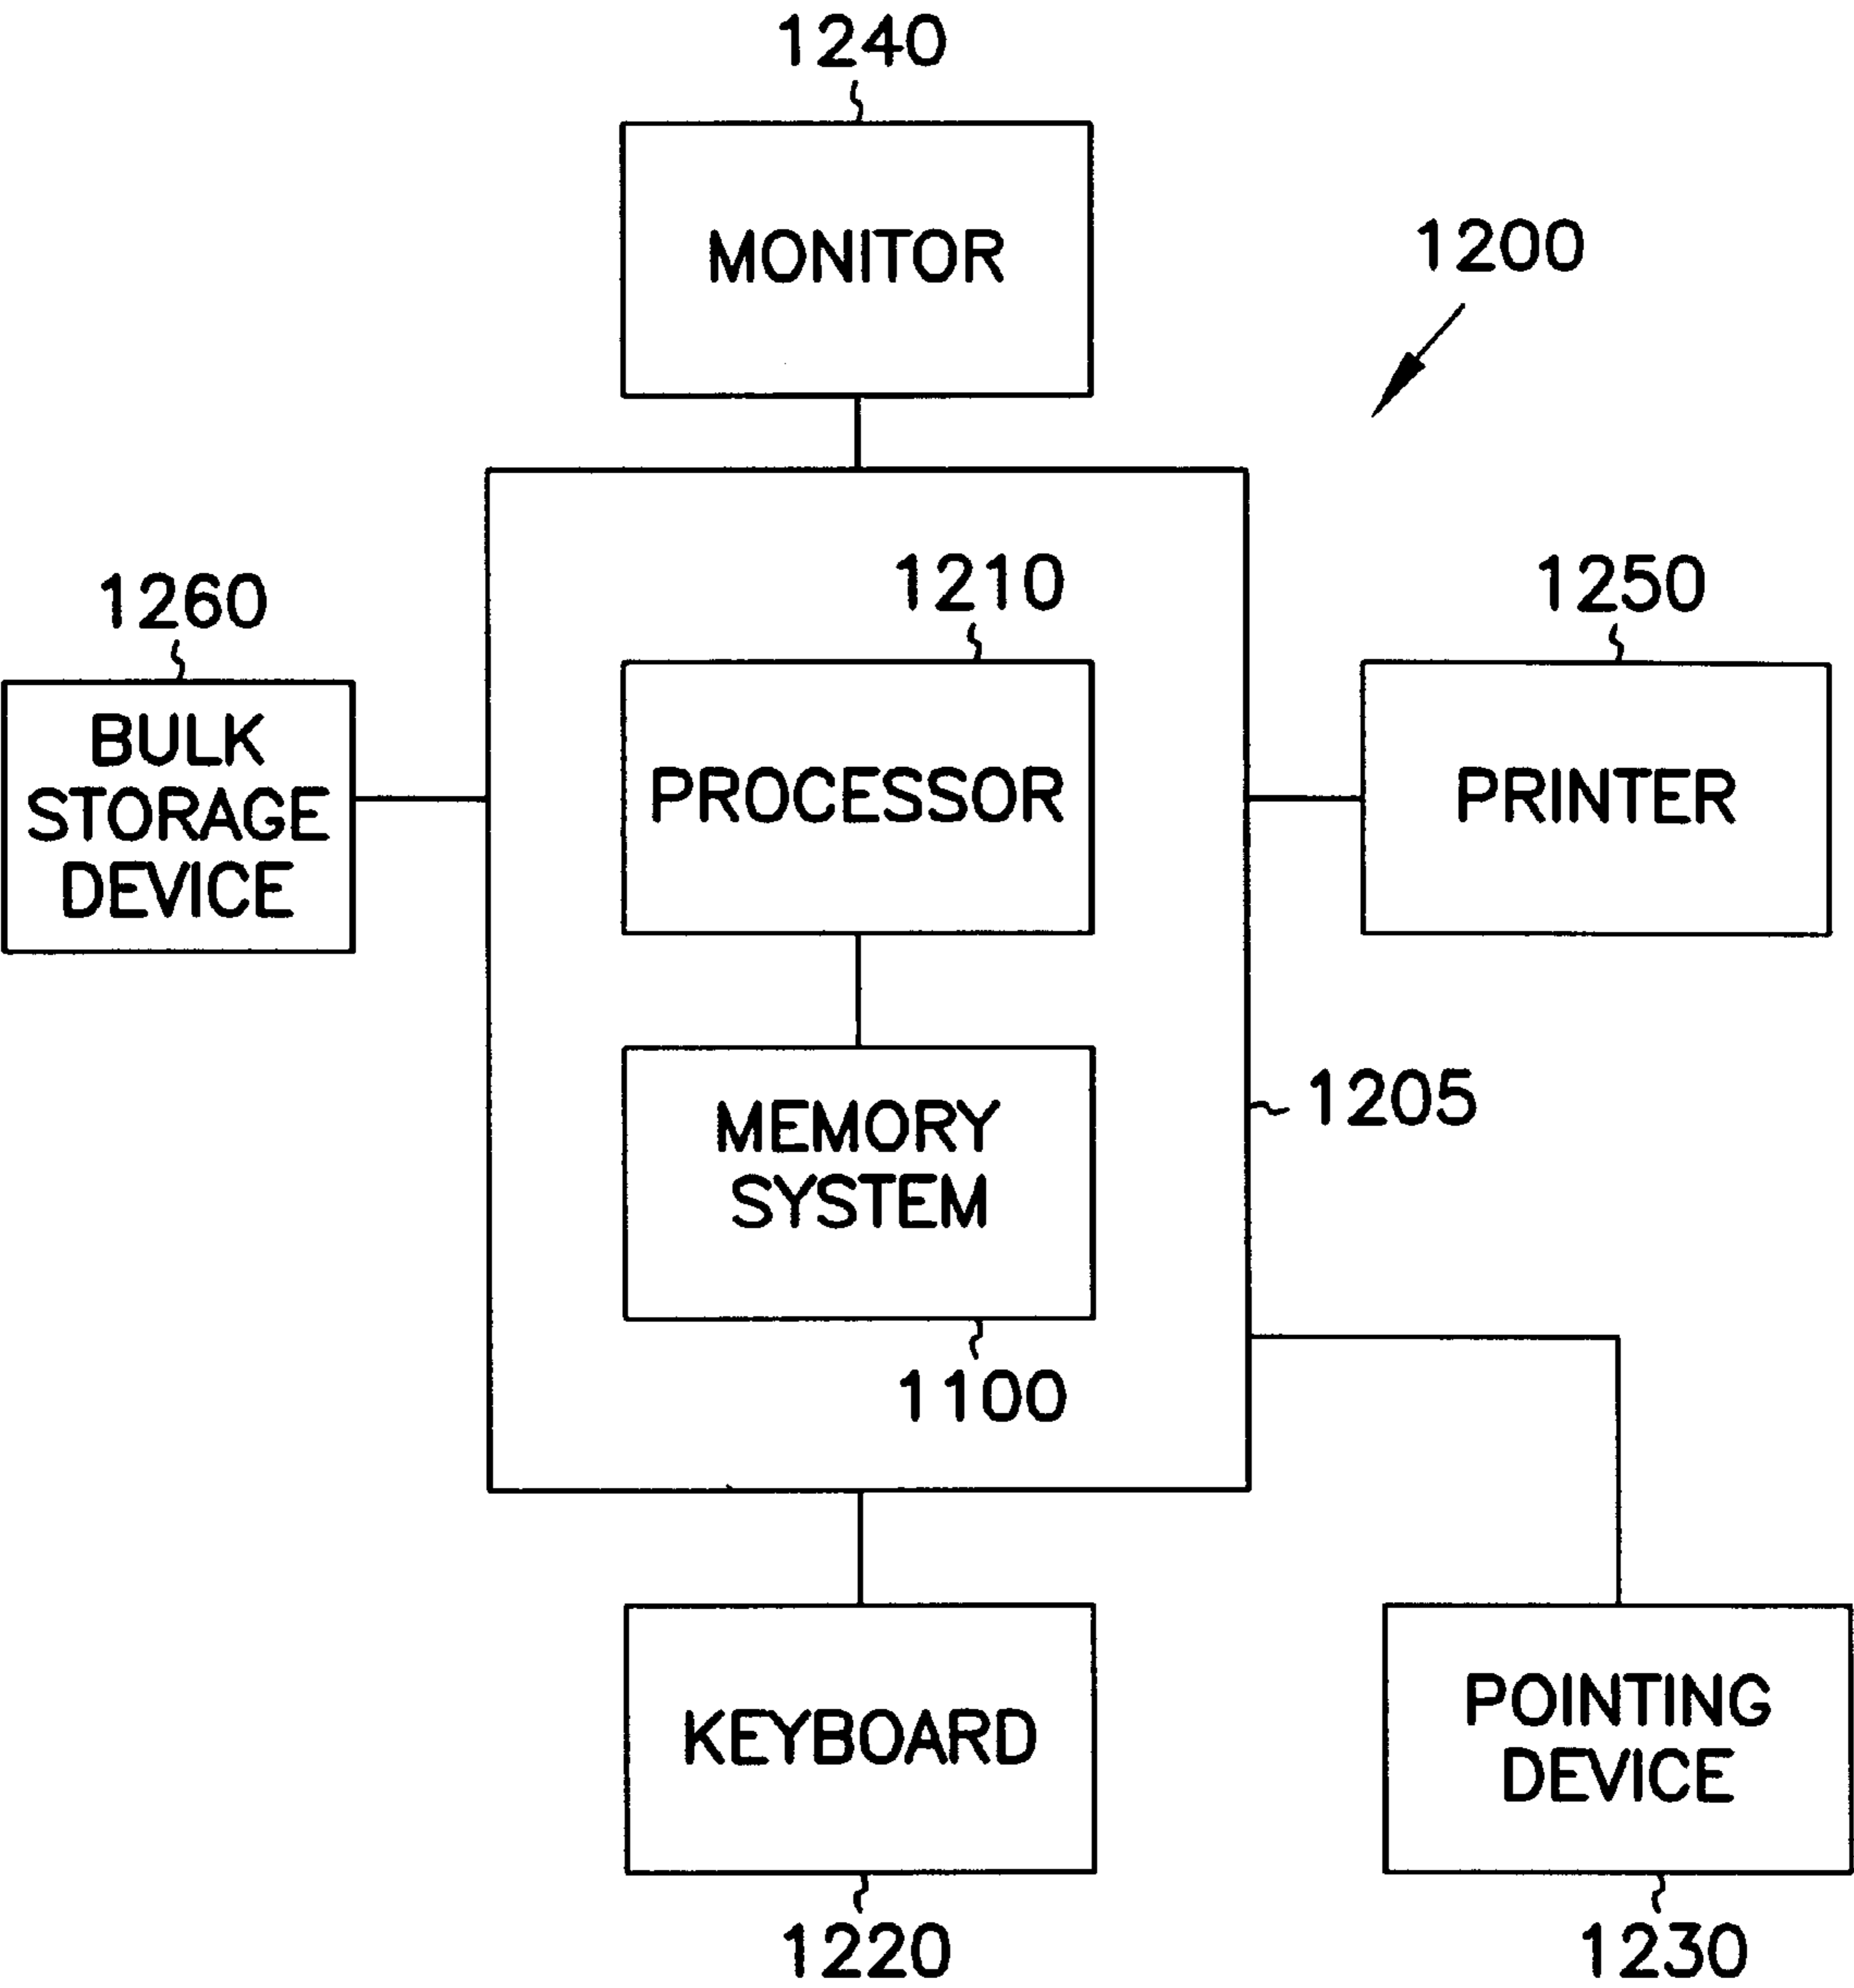 1240
MONITOR
1200
1260
BULK
STORAGE
DEVICE
1210
PROCESSOR
1250
PRINTER
MEMORY
SYSTEM
1205
1100
KEYBOARD
1220
POINTING
DEVICE
1230